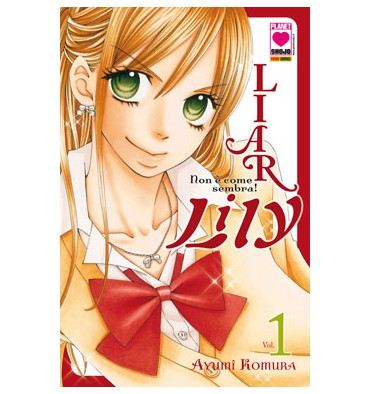 PLANET
SHOJO
LIAR
Non è come
sembra!
Lily
Vol. 1
Ayumi Komura